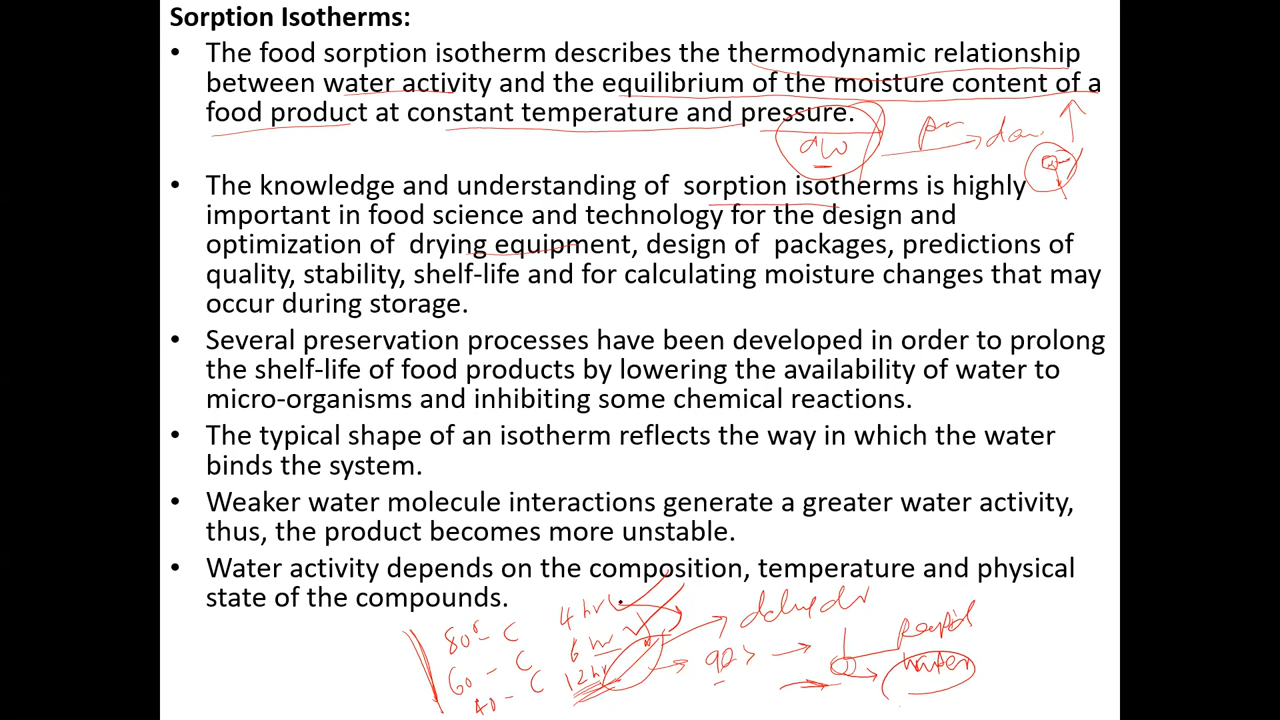 Sorption Isotherms:
• The food sorption isotherm describes the thermodynamic relationship
between water activity and the equilibrium of the moisture content of a
food product at constant temperature and pressure.
aw
• The knowledge and understanding of sorption isotherms is highly
important in food science and technology for the design and
optimization of drying equipment, design of packages, predictions of
quality, stability, shelf-life and for calculating moisture changes that may
occur during storage.
• Several preservation processes have been developed in order to prolong
the shelf-life of food products by lowering the availability of water to
micro-organisms and inhibiting some chemical reactions.
• The typical shape of an isotherm reflects the way in which the water
binds the system.
• Weaker water molecule interactions generate a greater water activity,
thus, the product becomes more unstable.
• Water activity depends on the composition, temperature and physical
state of the compounds.
80° - C 4 hr
60 - C 6 hr
40 - C 12 hr
Rapid
water